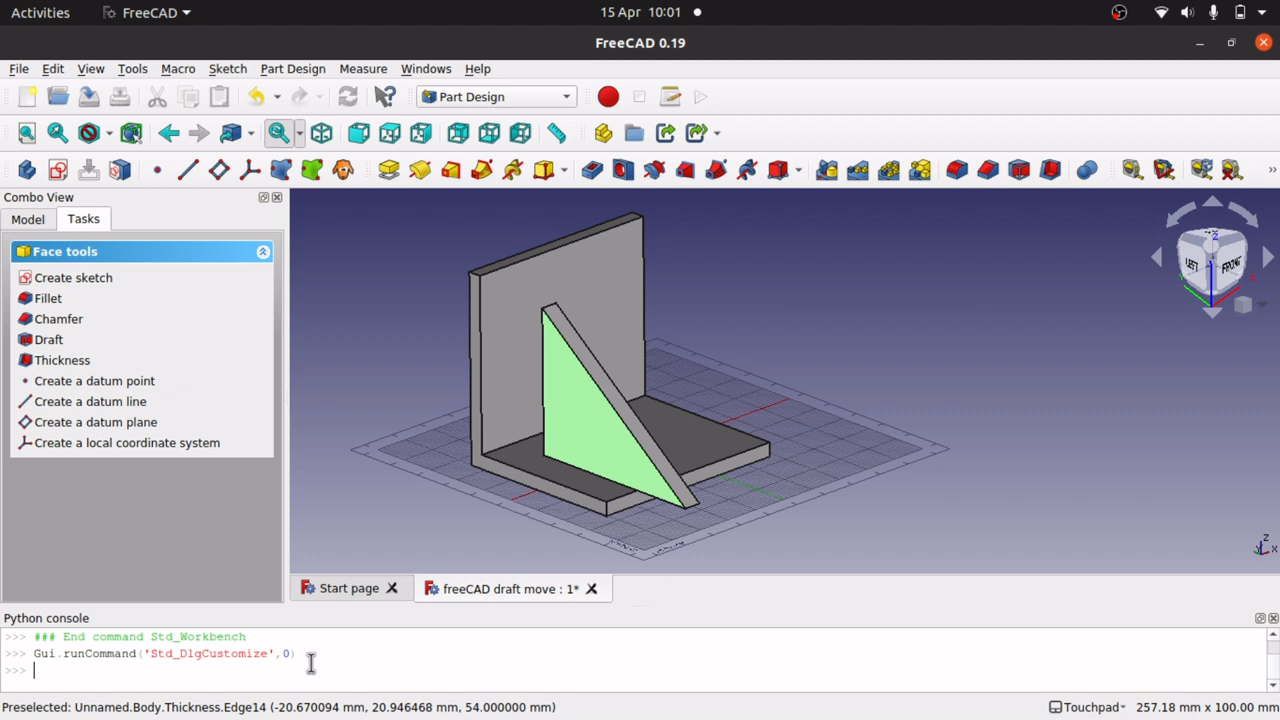 Activities FreeCAD 15 Apr 10:01
FreeCAD 0.19
File Edit View Tools Macro Sketch Part Design Measure Windows Help
Part Design
Combo View
Model Tasks
Face tools
Create sketch
Fillet
Chamfer
Draft
Thickness
Create a datum point
Create a datum line
Create a datum plane
Create a local coordinate system
Z
LEFT FRONT
X
Z
X
Start page freeCAD draft move : 1*
Python console
>>> ### End command Std_Workbench
>>> Gui.runCommand('Std_DlgCustomize',0)
>>>
Preselected: Unnamed.Body.Thickness.Edge14 (-20.670094 mm, 20.946468 mm, 54.000000 mm) Touchpad 257.18 mm x 100.00 mm